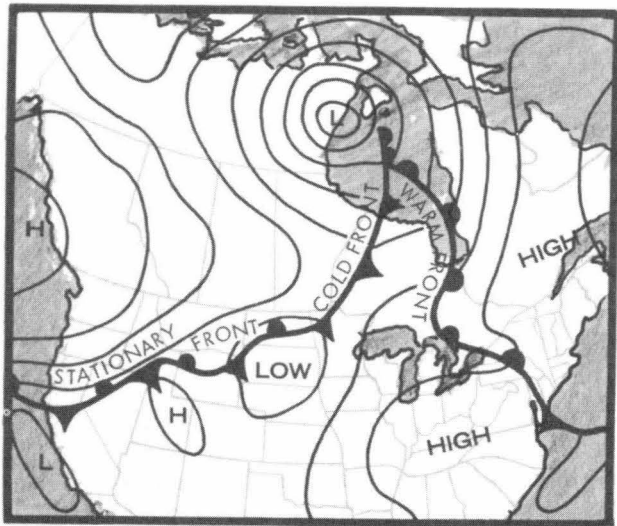 L
H
WARM FRONT
HIGH
COLD FRONT
STATIONARY FRONT
LOW
H
HIGH
L